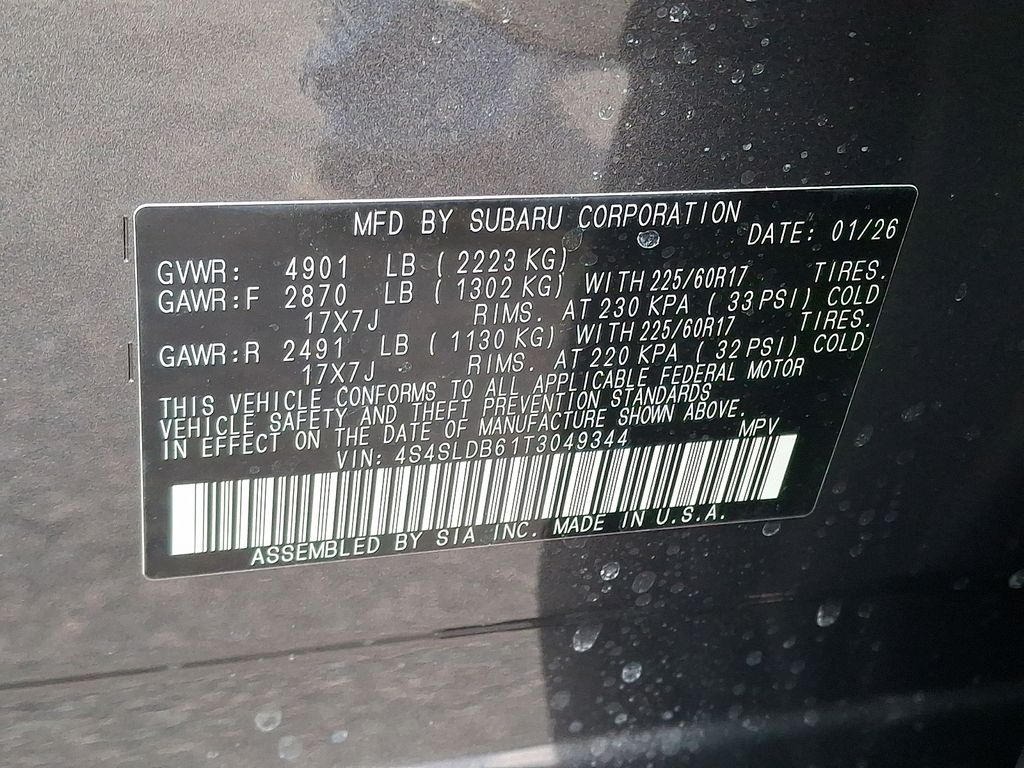 MFD BY SUBARU CORPORATION
DATE: 01/26
GVWR: 4901 LB ( 2223 KG)
GAWR:F 2870 LB ( 1302 KG) WITH 225/60R17 TIRES.
17X7J RIMS. AT 230 KPA ( 33 PSI) COLD
GAWR:R 2491 LB ( 1130 KG) WITH 225/60R17 TIRES.
17X7J RIMS. AT 220 KPA ( 32 PSI) COLD
THIS VEHICLE CONFORMS TO ALL APPLICABLE FEDERAL MOTOR
VEHICLE SAFETY AND THEFT PREVENTION STANDARDS
IN EFFECT ON THE DATE OF MANUFACTURE SHOWN ABOVE.
VIN: 4S4SLDB61T3049344 MPV
ASSEMBLED BY SIA INC. MADE IN U.S.A.